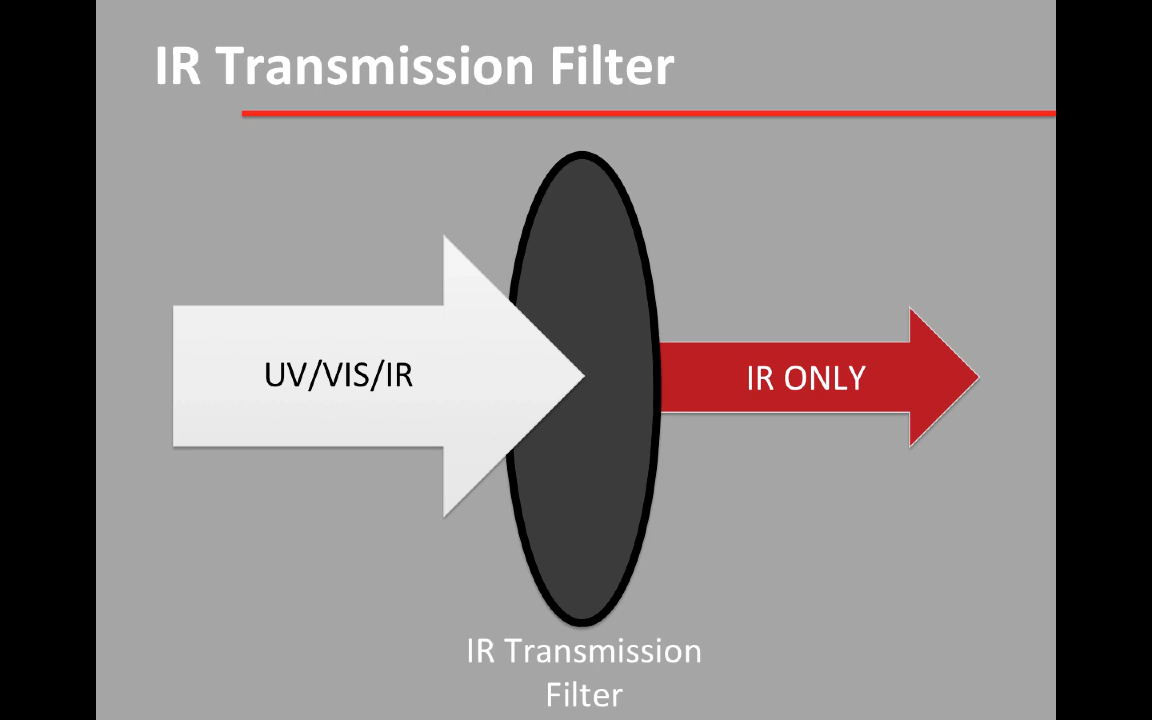 IR Transmission Filter
UV/VIS/IR
IR ONLY
IR Transmission
Filter